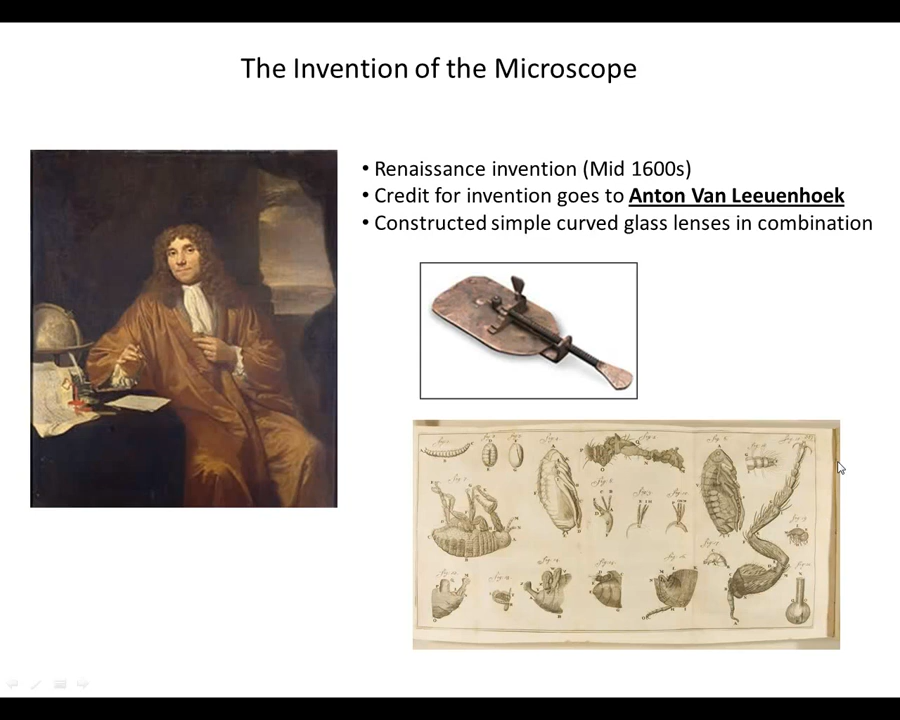 The Invention of the Microscope
• Renaissance invention (Mid 1600s)
• Credit for invention goes to Anton Van Leeuenhoek
• Constructed simple curved glass lenses in combination